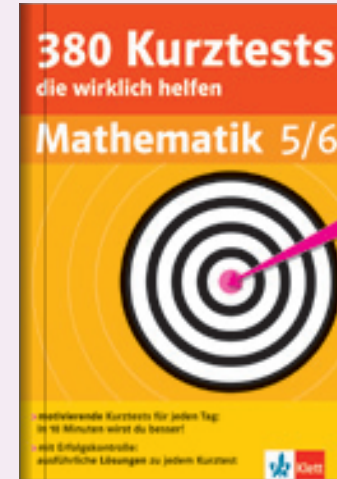 380 Kurztests
die wirklich helfen
Mathematik 5/6
motivierende Kurztests für jeden Tag:
in 10 Minuten wirst du besser!
mit Erfolgskontrolle:
ausführliche Lösungen zu jedem Kurztest
Klett